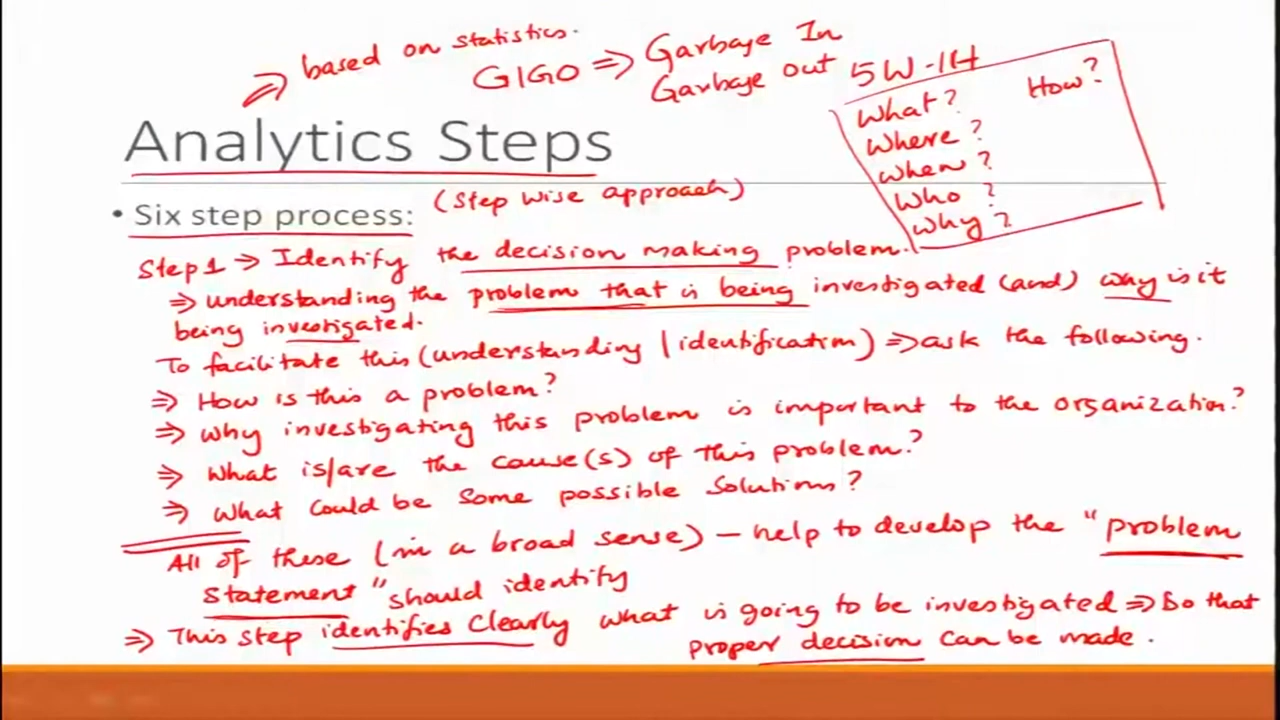 based on statistics.
GIGO ⇒ Garbage In
Garbage out
5W-1H
What? How?
Where?
When?
Who?
Why?
Analytics Steps
• Six step process: (Step wise approach)
Step1 → Identify the decision making problem.
⇒ understanding the problem that is being investigated (and) why is it
being investigated.
To facilitate this (understanding | identification) ⇒ ask the following.
⇒ How is this a problem?
⇒ Why investigating this problem is important to the organization?
⇒ What is/are the cause(s) of this problem?
⇒ What could be some possible solutions?
All of these (in a broad sense) – help to develop the "problem
statement" should identify
⇒ This step identifies clearly what is going to be investigated ⇒ So that
proper decision can be made.